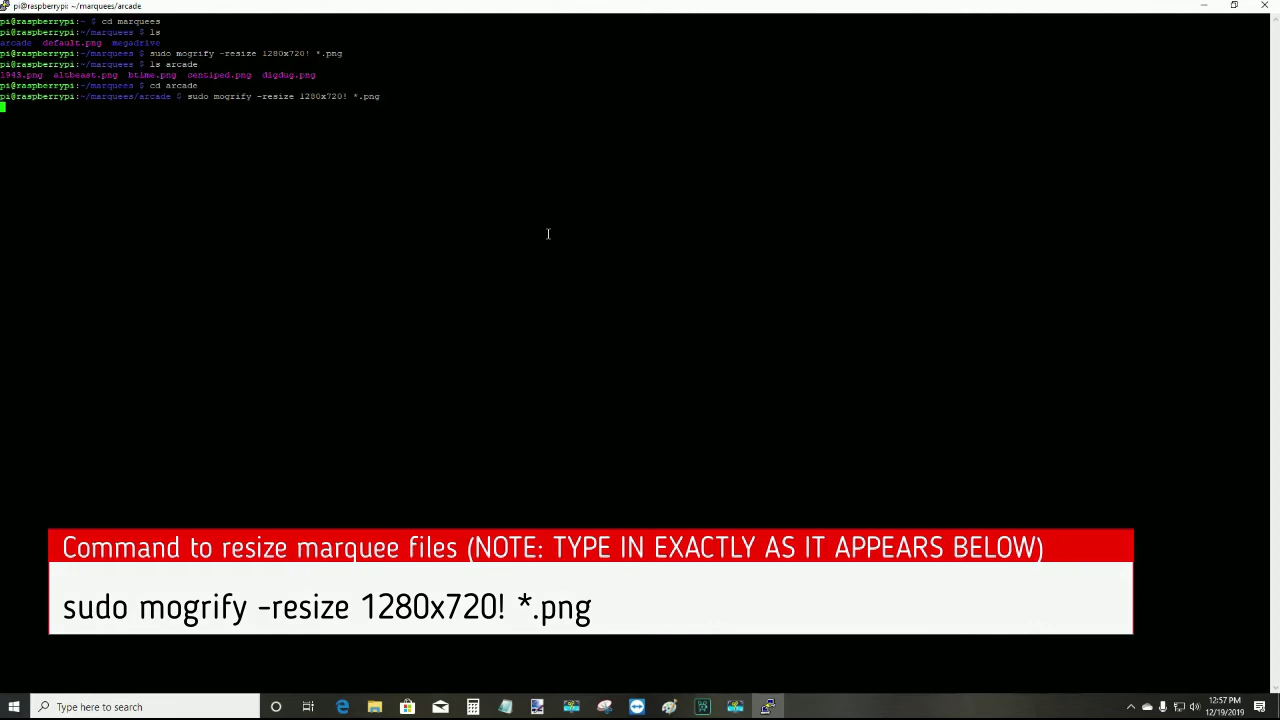 pi@raspberrypi: ~/marquees/arcade
pi@raspberrypi:~ $ cd marquees
pi@raspberrypi:~/marquees $ ls
arcade default.png megadrive
pi@raspberrypi:~/marquees $ sudo mogrify -resize 1280x720! *.png
pi@raspberrypi:~/marquees $ ls arcade
1943.png altbeast.png btime.png centiped.png digdug.png
pi@raspberrypi:~/marquees $ cd arcade
pi@raspberrypi:~/marquees/arcade $ sudo mogrify -resize 1280x720! *.png
Command to resize marquee files (NOTE: TYPE IN EXACTLY AS IT APPEARS BELOW)
sudo mogrify -resize 1280x720! *.png
Type here to search
12:57 PM
12/19/2019